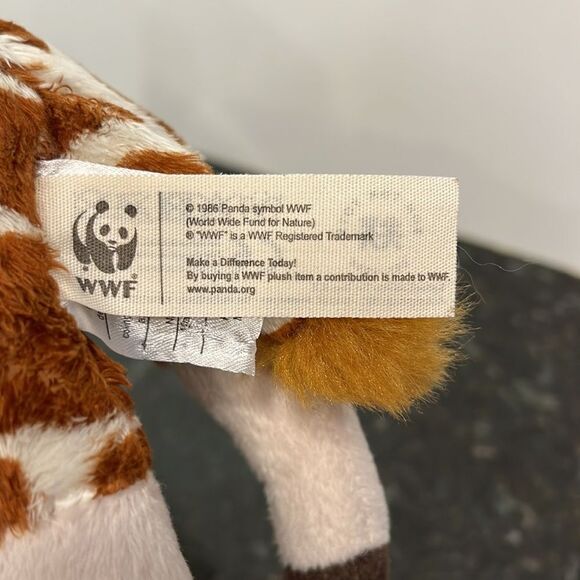 © 1986 Panda symbol WWF
(World Wide Fund for Nature)
® "WWF" is a WWF Registered Trademark
Make a Difference Today!
By buying a WWF plush item a contribution is made to WWF.
www.panda.org
WWF